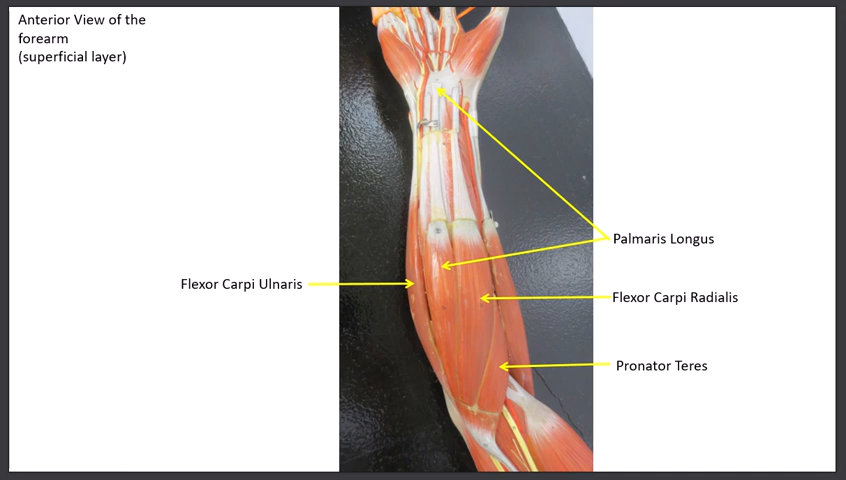 Anterior View of the
forearm
(superficial layer)
Palmaris Longus
Flexor Carpi Ulnaris
Flexor Carpi Radialis
Pronator Teres